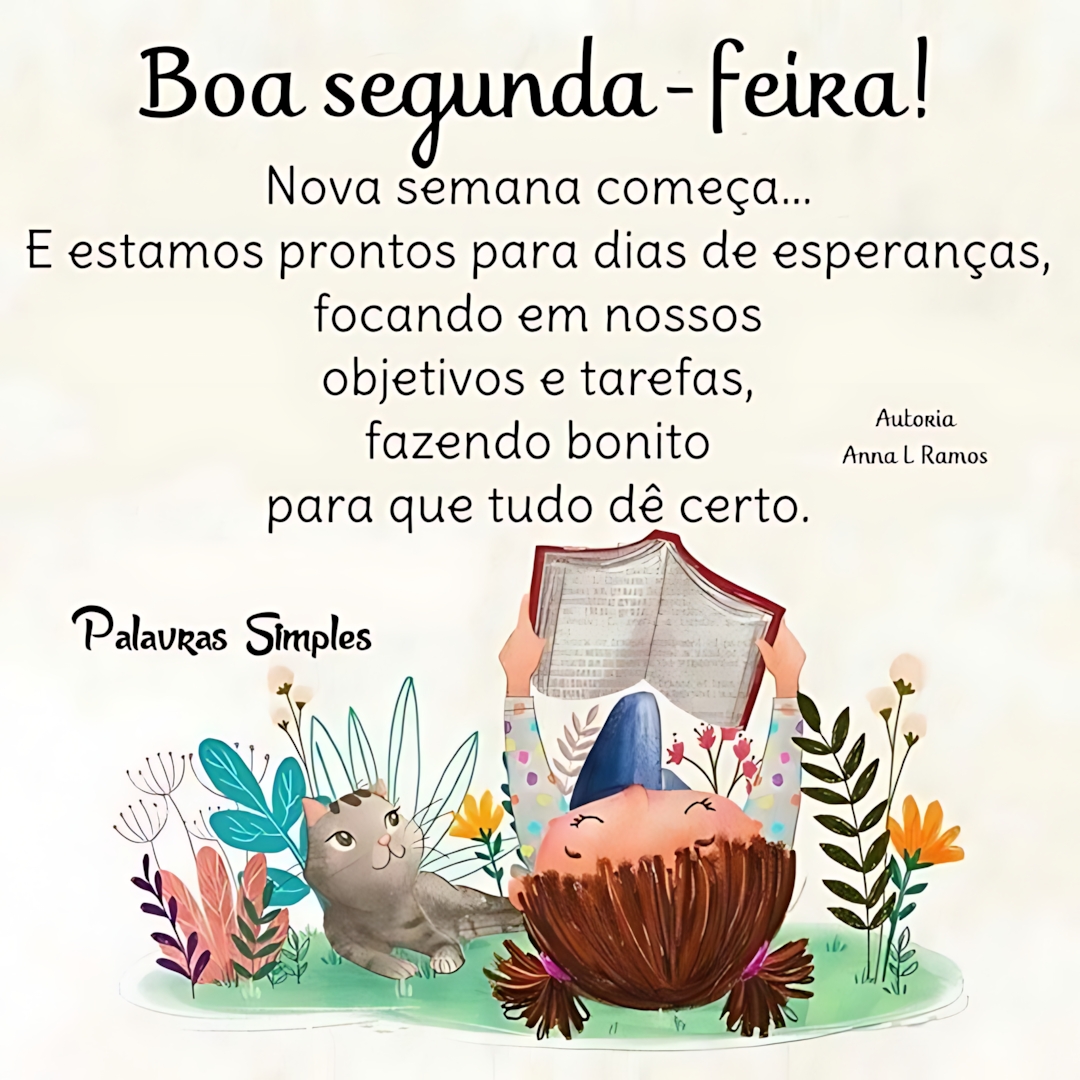 Boa segunda-feira!
Nova semana começa...
E estamos prontos para dias de esperanças,
focando em nossos
objetivos e tarefas,
fazendo bonito
para que tudo dê certo.
Autoria
Anna L Ramos
Palavras Simples